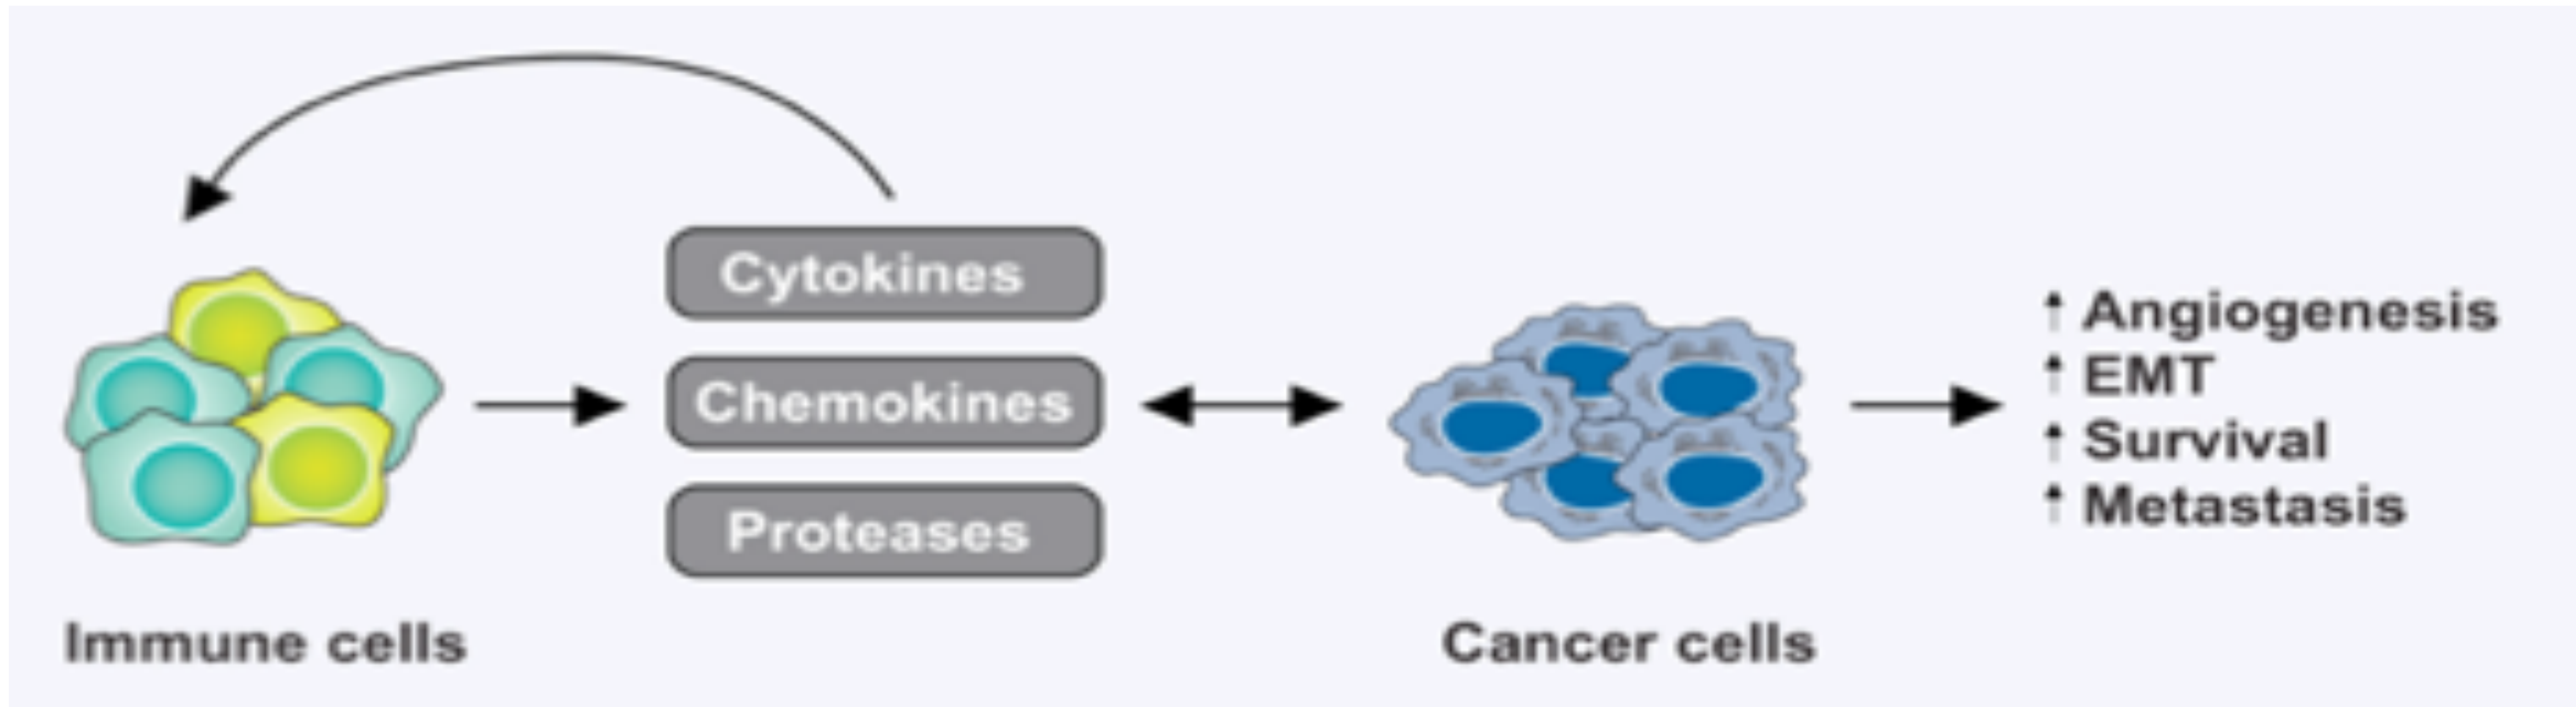 Cytokines
Chemokines
Proteases
↑ Angiogenesis
↑ EMT
↑ Survival
↑ Metastasis
Immune cells
Cancer cells